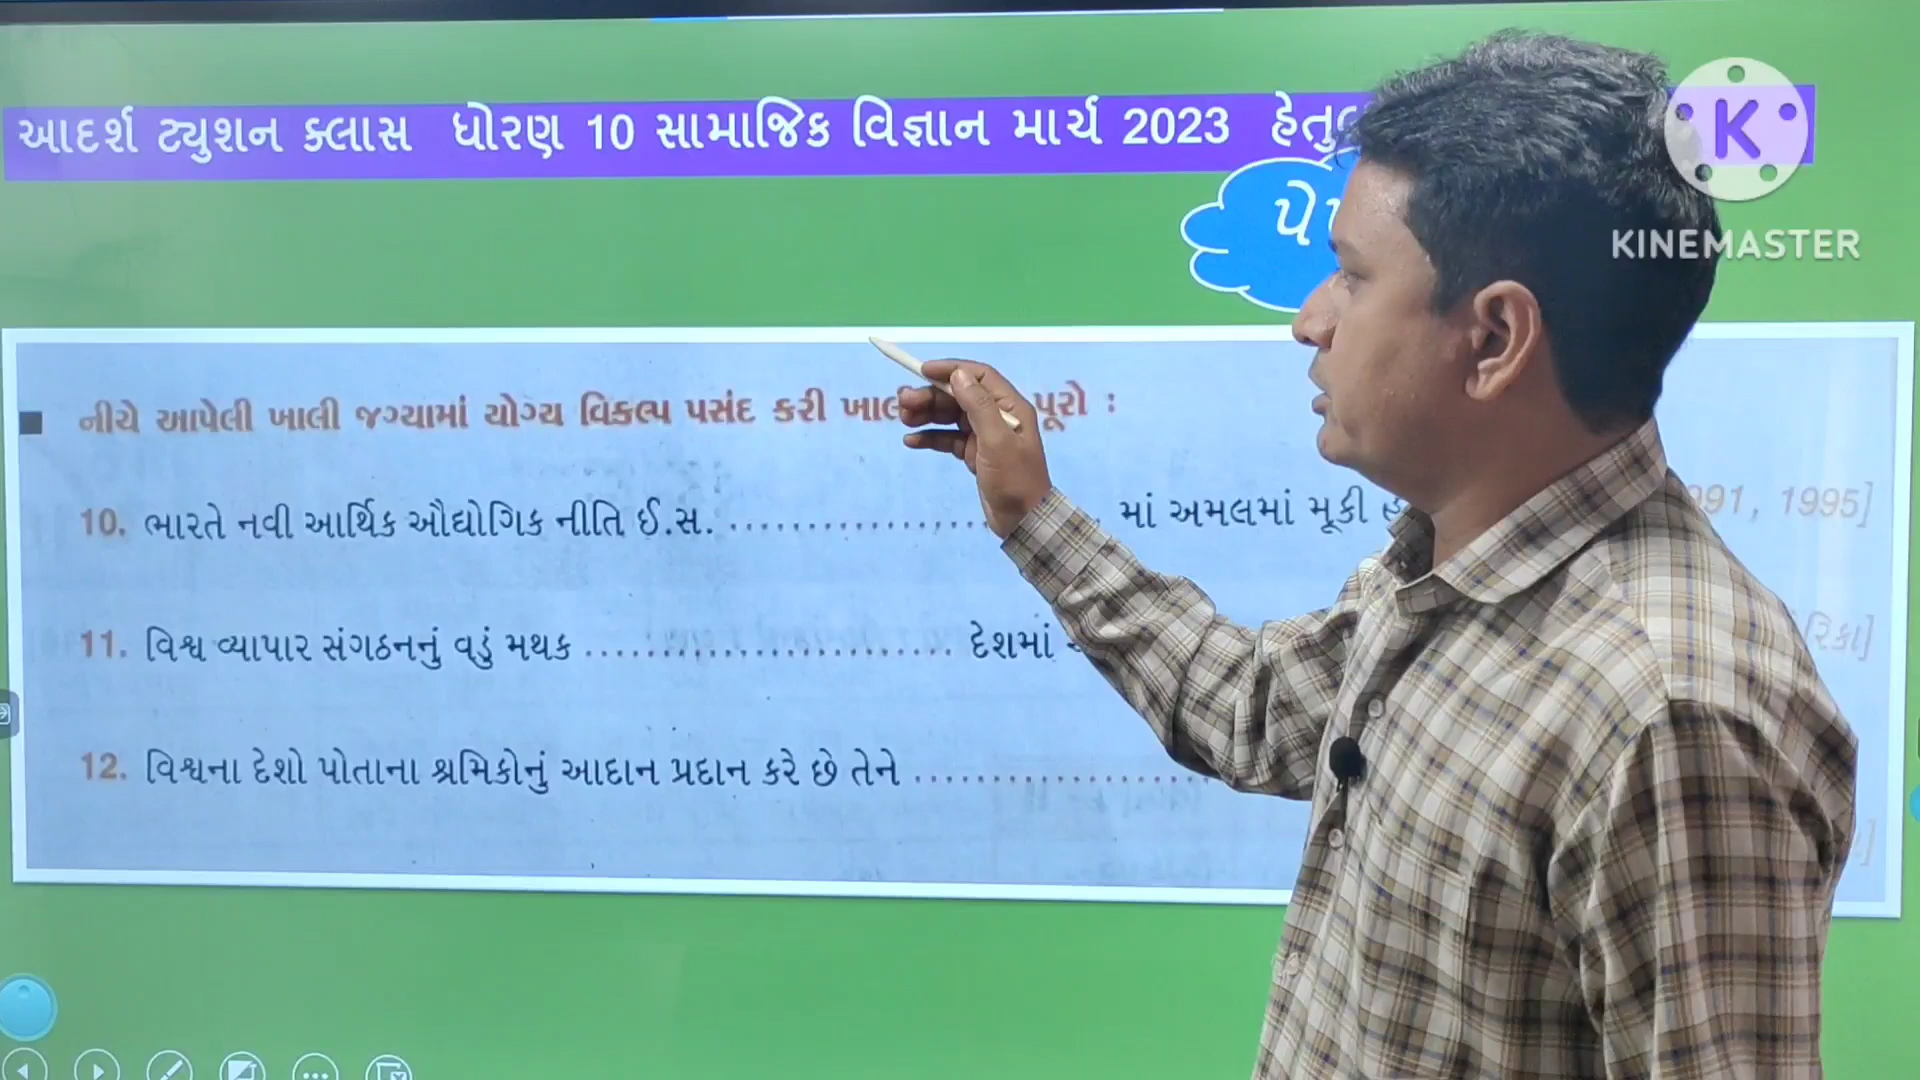 આદર્શ ટ્યુશન ક્લાસ ધોરણ 10 સામાજિક વિજ્ઞાન માર્ચ 2023
K
KINEMASTER
નીચે આપેલી ખાલી જગ્યામાં યોગ્ય વિકલ્પ પસંદ કરી પૂરો :
10. ભારતે નવી આર્થિક ઔદ્યોગિક નીતિ ઈ.સ. .................. માં અમલમાં મૂકી 1995]
11. વિશ્વ વ્યાપાર સંગઠનનું વડું મથક ........................ દેશમાં
12. વિશ્વના દેશો પોતાના શ્રમિકોનું આદાન પ્રદાન કરે છે તેને ...................